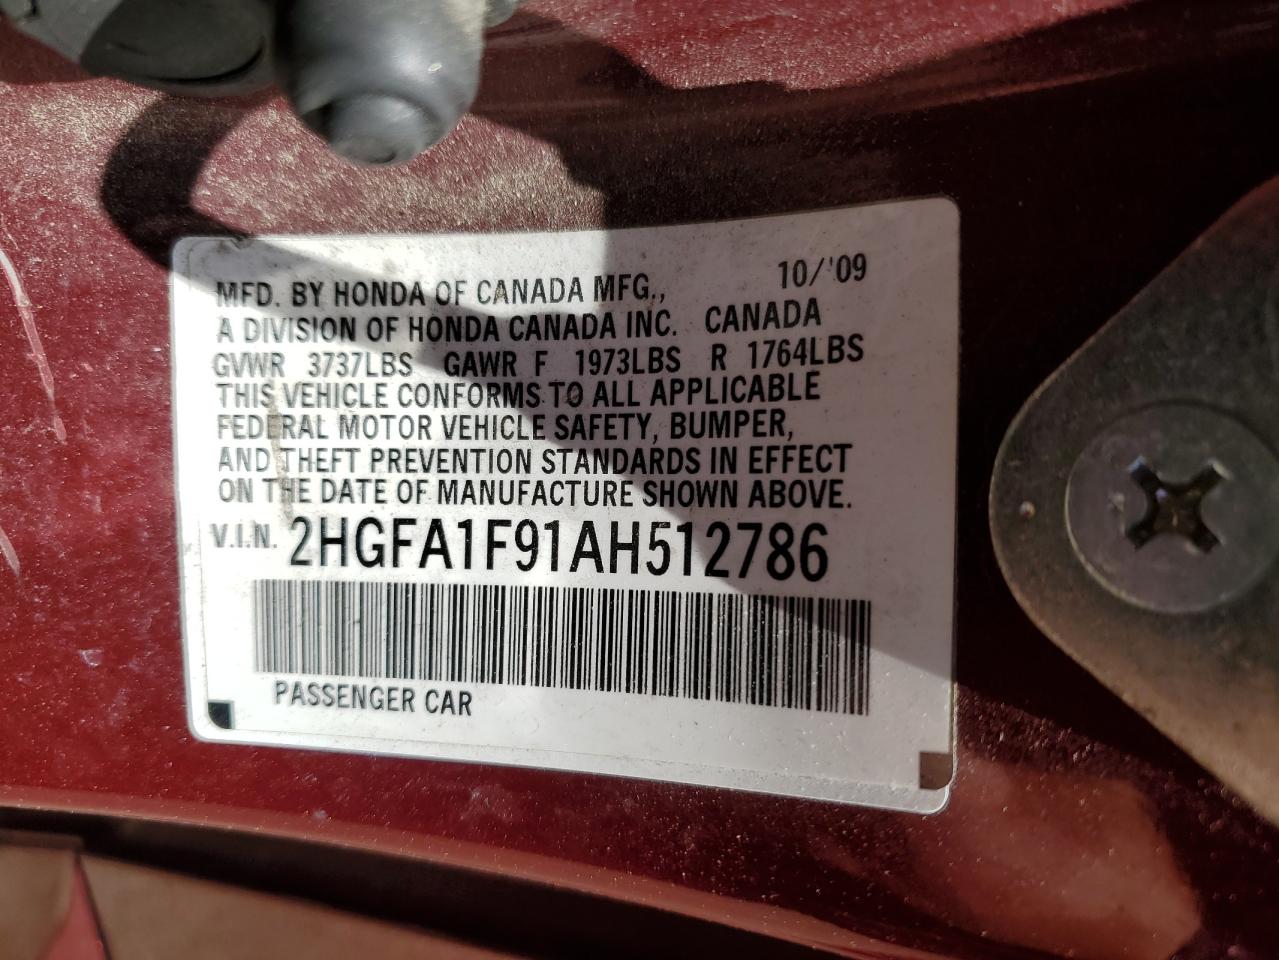 MFD. BY HONDA OF CANADA MFG., 10/'09
A DIVISION OF HONDA CANADA INC. CANADA
GVWR 3737LBS GAWR F 1973LBS R 1764LBS
THIS VEHICLE CONFORMS TO ALL APPLICABLE
FEDERAL MOTOR VEHICLE SAFETY, BUMPER,
AND THEFT PREVENTION STANDARDS IN EFFECT
ON THE DATE OF MANUFACTURE SHOWN ABOVE.
V.I.N. 2HGFA1F91AH512786
PASSENGER CAR